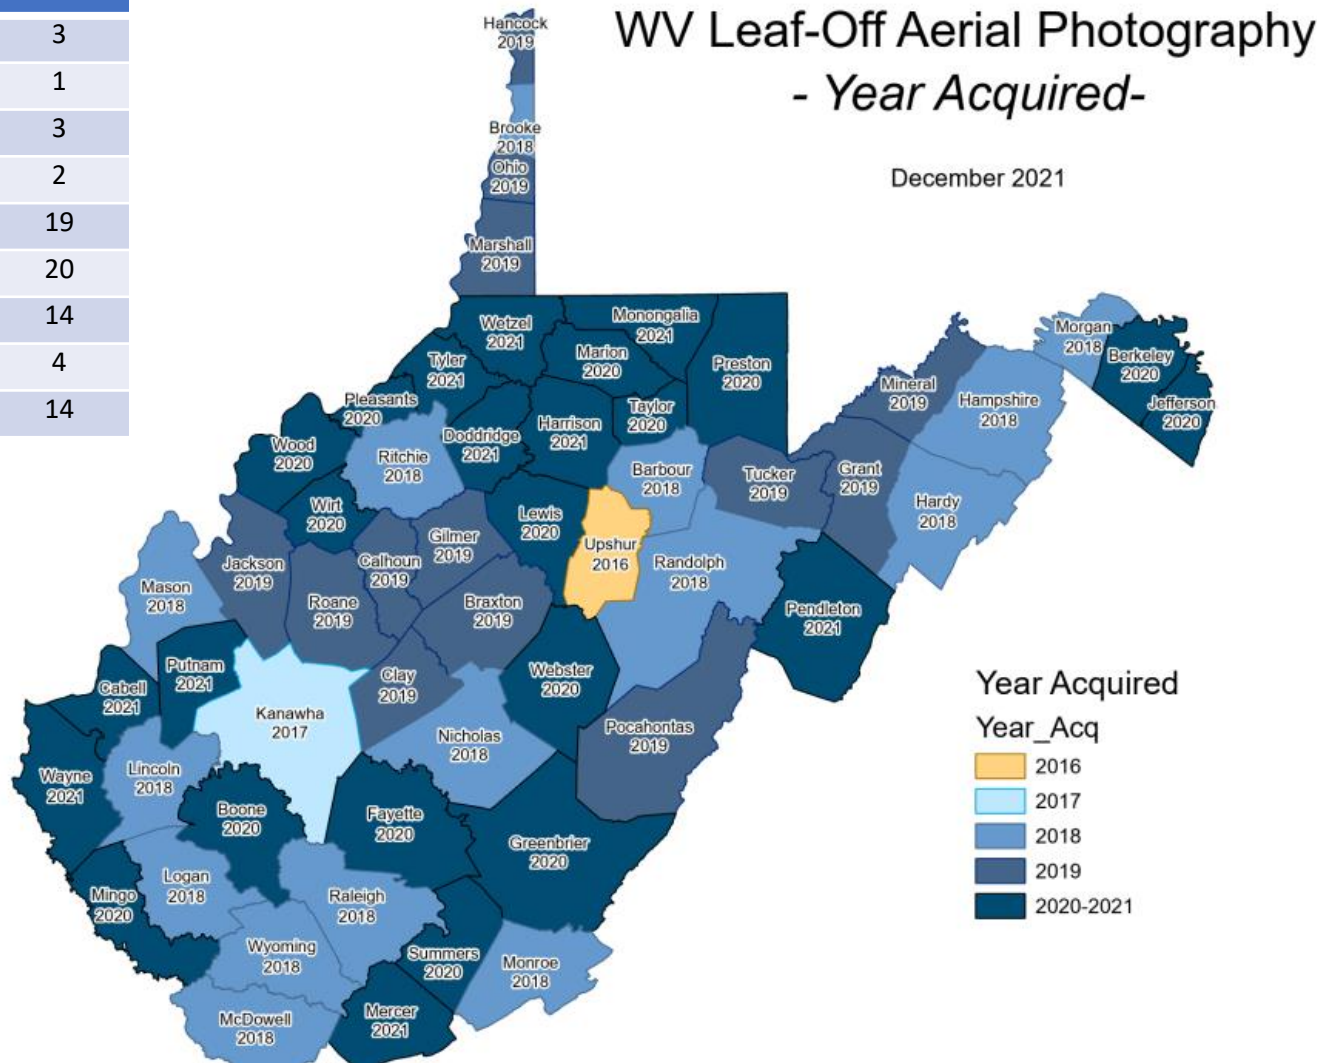 3
1
3
2
19
20
14
4
14
WV Leaf-Off Aerial Photography
- Year Acquired-
December 2021
Hancock
2019
Brooke
2018
Ohio
2019
Marshall
2019
Wetzel
2021
Monongalia
2021
Marion
2020
Preston
2020
Tyler
2021
Pleasants
2020
Doddridge
2021
Harrison
2021
Taylor
2020
Morgan
2018
Berkeley
2020
Jefferson
2020
Mineral
2019
Hampshire
2018
Wood
2020
Ritchie
2018
Barbour
2018
Tucker
2019
Grant
2019
Hardy
2018
Wirt
2020
Lewis
2020
Upshur
2016
Randolph
2018
Gilmer
2019
Calhoun
2019
Jackson
2019
Roane
2019
Braxton
2019
Mason
2018
Pendleton
2021
Putnam
2021
Cabell
2021
Clay
2019
Webster
2020
Kanawha
2017
Nicholas
2018
Pocahontas
2019
Wayne
2021
Lincoln
2018
Boone
2020
Fayette
2020
Greenbrier
2020
Mingo
2020
Logan
2018
Raleigh
2018
Wyoming
2018
Summers
2020
Monroe
2018
McDowell
2018
Mercer
2021
Year Acquired
Year_Acq
2016
2017
2018
2019
2020-2021